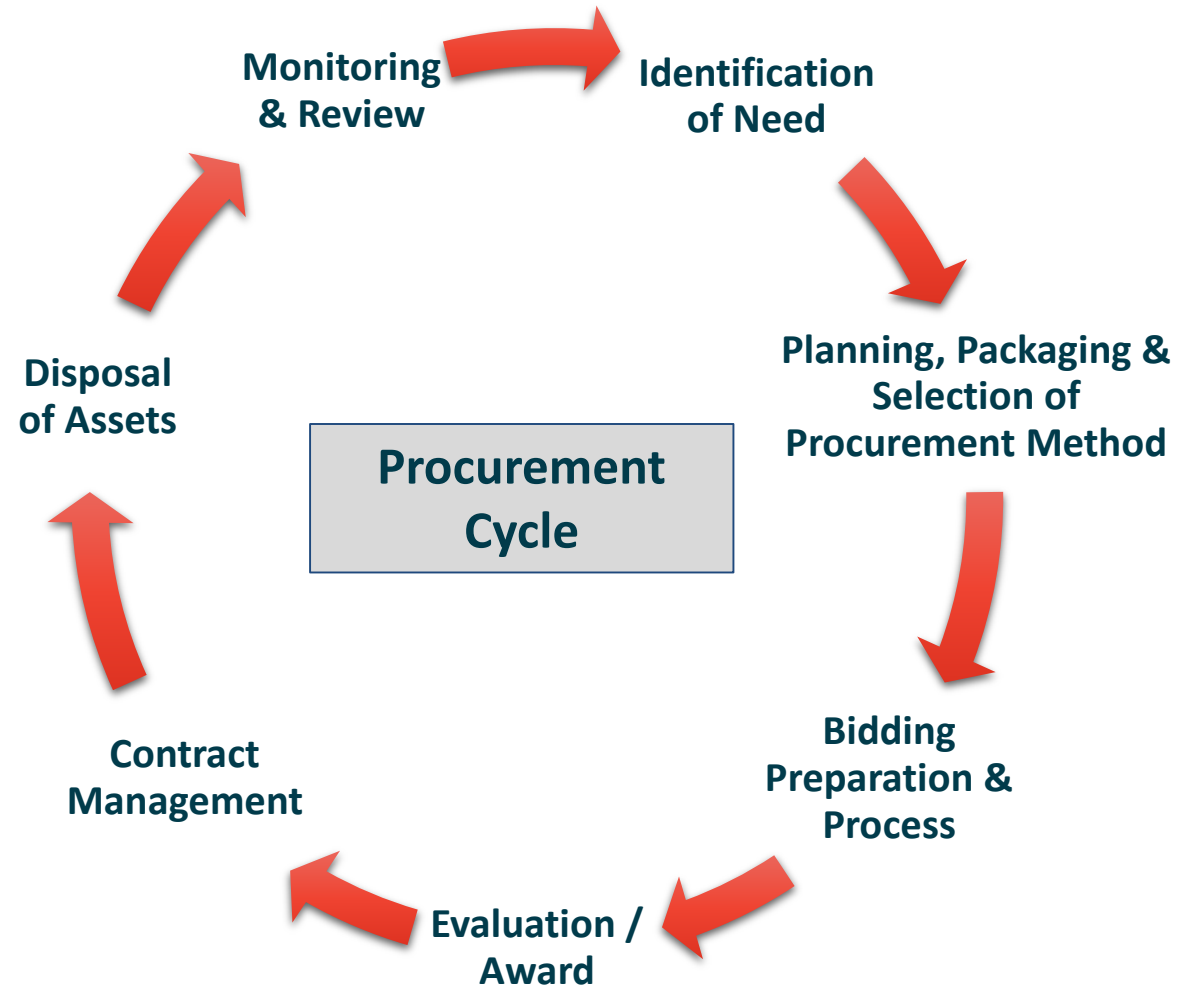 Monitoring
& Review
Identification
of Need
Planning, Packaging &
Selection of
Procurement Method
Bidding
Preparation &
Process
Evaluation /
Award
Contract
Management
Disposal
of Assets
Procurement
Cycle